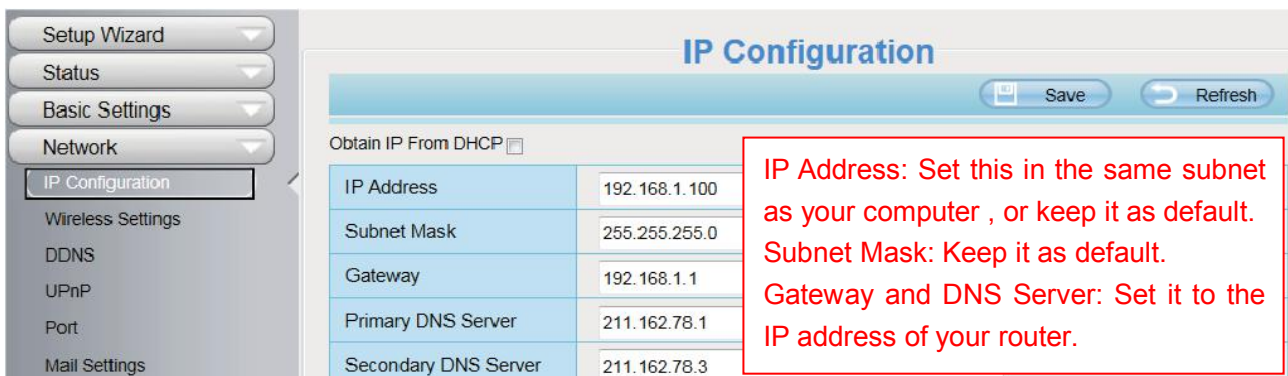 Setup Wizard
Status
Basic Settings
Network
IP Configuration
Wireless Settings
DDNS
UPnP
Port
Mail Settings
IP Configuration
Save
Refresh
Obtain IP From DHCP
IP Address
192.168.1.100
Subnet Mask
255.255.255.0
Gateway
192.168.1.1
Primary DNS Server
211.162.78.1
Secondary DNS Server
211.162.78.3
IP Address: Set this in the same subnet
as your computer , or keep it as default.
Subnet Mask: Keep it as default.
Gateway and DNS Server: Set it to the
IP address of your router.